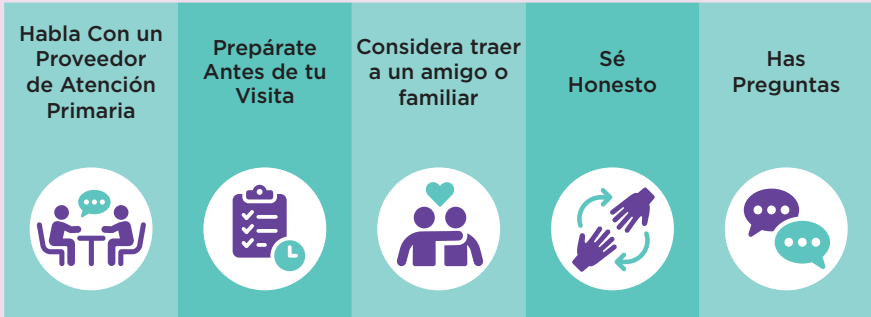 Habla Con un
Proveedor
de Atención
Primaria
Prepárate
Antes de tu
Visita
Considera traer
a un amigo o
familiar
Sé
Honesto
Has
Preguntas